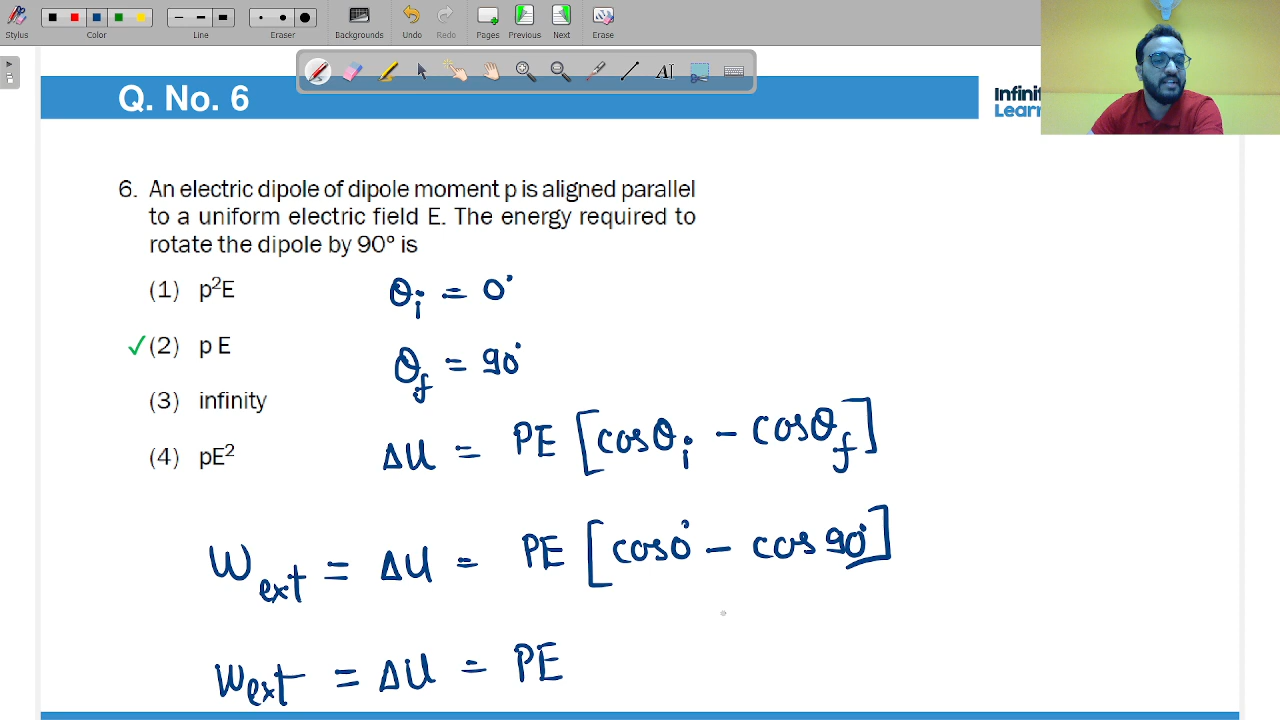 Stylus Color Line Eraser Backgrounds Undo Redo Pages Previous Next Erase
Q. No. 6
Infinit
Learn
6. An electric dipole of dipole moment p is aligned parallel
to a uniform electric field E. The energy required to
rotate the dipole by 90° is
(1) p²E
θi = 0°
✓(2) p E
θf = 90°
(3) infinity
ΔU = PE [cosθi - cosθf]
(4) pE²
Wext = ΔU = PE [cos0° - cos 90°]
Wext = ΔU = PE